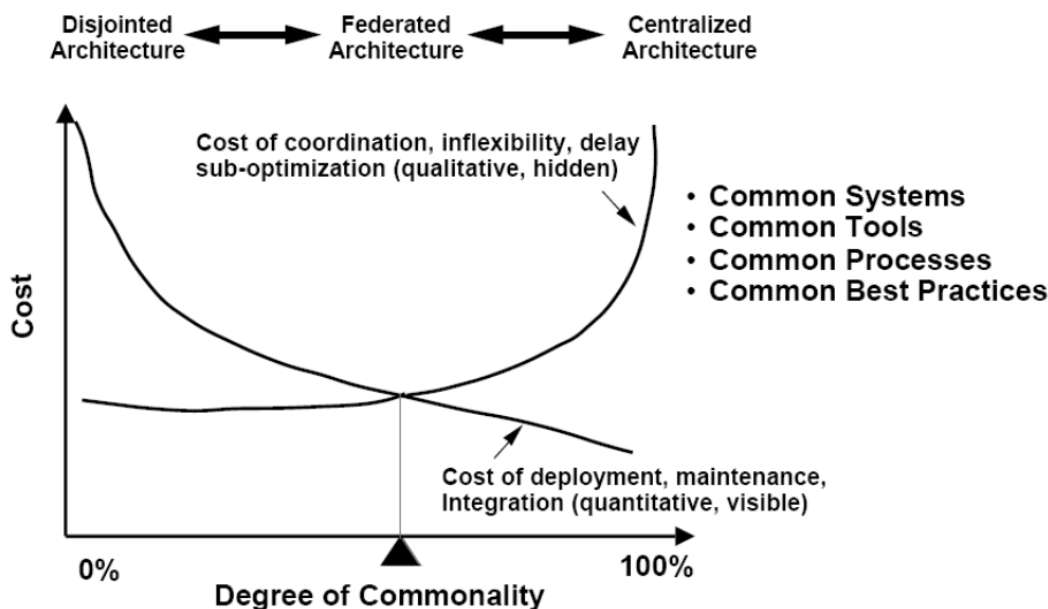 Disjointed
Architecture
Federated
Architecture
Centralized
Architecture
Cost of coordination, inflexibility, delay
sub-optimization (qualitative, hidden)
• Common Systems
• Common Tools
• Common Processes
• Common Best Practices
Cost
Cost of deployment, maintenance,
Integration (quantitative, visible)
0%
100%
Degree of Commonality